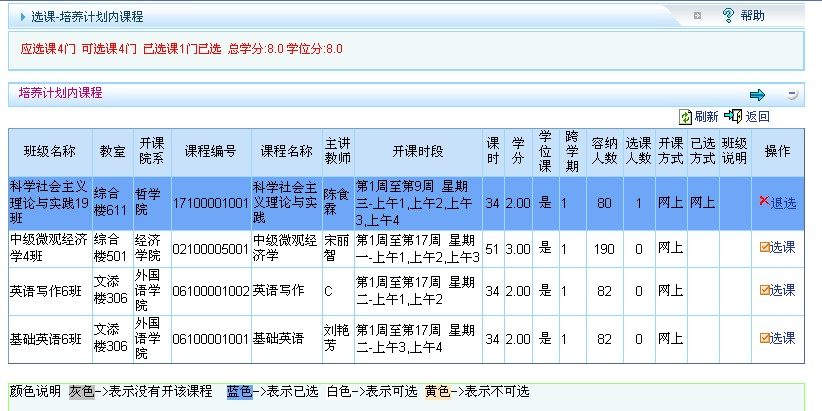 选课-培养计划内课程
帮助
应选课4门 可选课4门 已选课1门已选 总学分:8.0 学位分:8.0
培养计划内课程
刷新 返回
班级名称 教室 开课院系 课程编号 课程名称 主讲教师 开课时段 课时 学分 学位课 跨学期 容纳人数 选课人数 开课方式 已选方式 班级说明 操作
科学社会主义理论与实践19班 综合楼611 哲学院 17100001001 科学社会主义理论与实践 陈食霖 第1周至第9周 星期三-上午1,上午2,上午3,上午4 34 2.00 是 1 80 1 网上 网上 退选
中级微观经济学4班 综合楼501 经济学院 02100005001 中级微观经济学 宋丽智 第1周至第17周 星期一-上午1,上午2,上午3 51 3.00 是 1 190 0 网上 选课
英语写作6班 文添楼306 外国语学院 06100001002 英语写作 C 第1周至第17周 星期二-上午1,上午2 34 2.00 是 1 82 0 网上 选课
基础英语6班 文添楼306 外国语学院 06100001001 基础英语 刘艳芳 第1周至第17周 星期二-上午3,上午4 34 2.00 是 1 82 0 网上 选课
颜色说明 灰色->表示没有开该课程 蓝色->表示已选 白色->表示可选 黄色->表示不可选